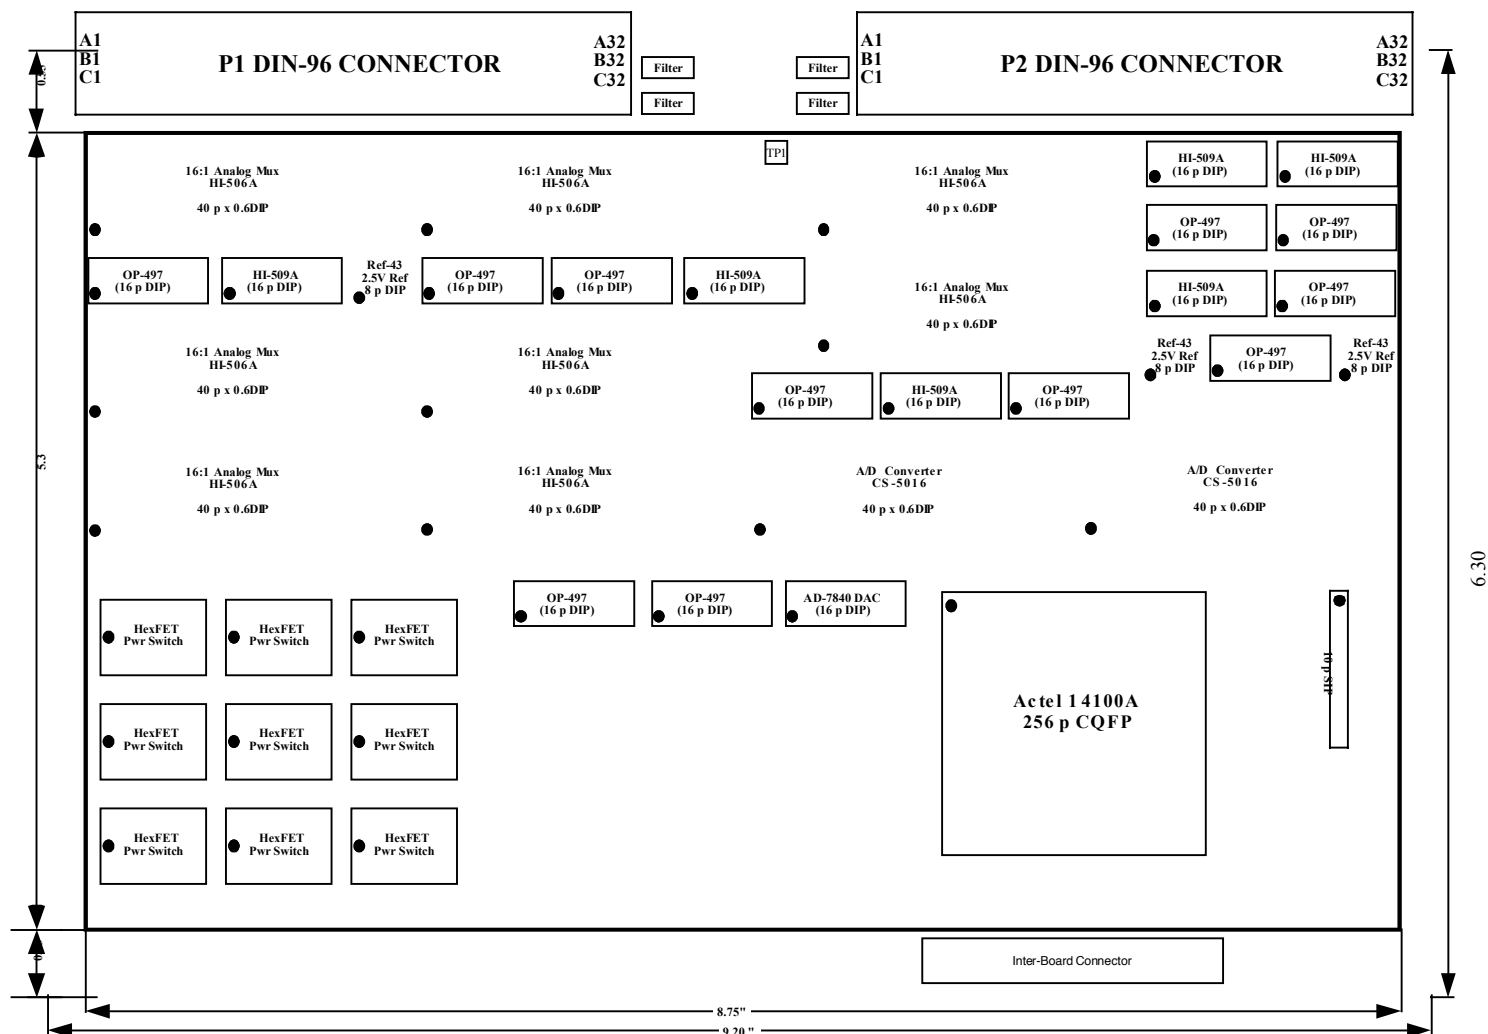 A1
B1
C1
P1 DIN-96 CONNECTOR
A32
B32
C32
Filter
Filter
Filter
Filter
A1
B1
C1
P2 DIN-96 CONNECTOR
A32
B32
C32
TP1
16:1 Analog Mux
HI-506A
40 p x 0.6DIP
16:1 Analog Mux
HI-506A
40 p x 0.6DIP
16:1 Analog Mux
HI-506A
40 p x 0.6DIP
HI-509A
(16 p DIP)
HI-509A
(16 p DIP)
OP-497
(16 p DIP)
OP-497
(16 p DIP)
OP-497
(16 p DIP)
HI-509A
(16 p DIP)
Ref-43
2.5V Ref
8 p DIP
OP-497
(16 p DIP)
OP-497
(16 p DIP)
HI-509A
(16 p DIP)
16:1 Analog Mux
HI-506A
40 p x 0.6DIP
HI-509A
(16 p DIP)
OP-497
(16 p DIP)
16:1 Analog Mux
HI-506A
40 p x 0.6DIP
16:1 Analog Mux
HI-506A
40 p x 0.6DIP
Ref-43
2.5V Ref
8 p DIP
OP-497
(16 p DIP)
Ref-43
2.5V Ref
8 p DIP
OP-497
(16 p DIP)
HI-509A
(16 p DIP)
OP-497
(16 p DIP)
5.3
16:1 Analog Mux
HI-506A
40 p x 0.6DIP
16:1 Analog Mux
HI-506A
40 p x 0.6DIP
A/D Converter
CS-5016
40 p x 0.6DIP
A/D Converter
CS-5016
40 p x 0.6DIP
6.30
OP-497
(16 p DIP)
OP-497
(16 p DIP)
AD-7840 DAC
(16 p DIP)
HexFET
Pwr Switch
HexFET
Pwr Switch
HexFET
Pwr Switch
10 p SIP
Actel 14100A
256 p CQFP
HexFET
Pwr Switch
HexFET
Pwr Switch
HexFET
Pwr Switch
HexFET
Pwr Switch
HexFET
Pwr Switch
HexFET
Pwr Switch
Inter-Board Connector
8.75"
9.20"